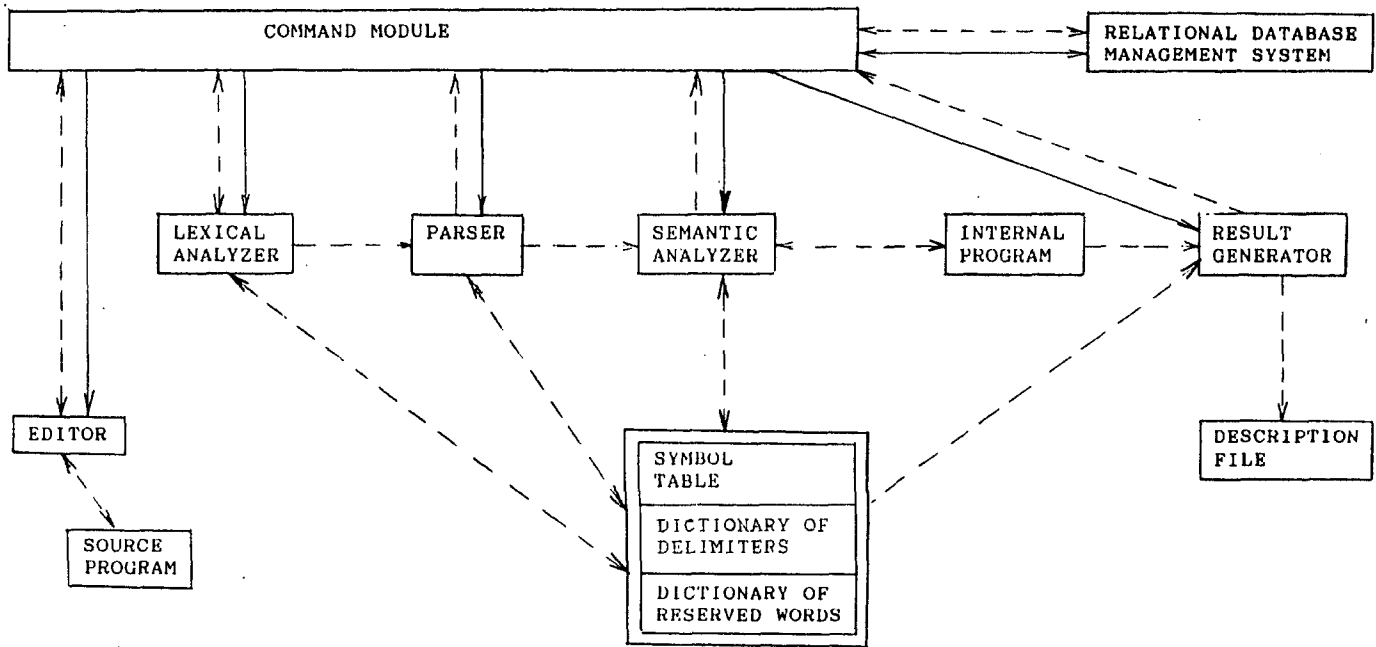 COMMAND MODULE
RELATIONAL DATABASE
MANAGEMENT SYSTEM
LEXICAL
ANALYZER
PARSER
SEMANTIC
ANALYZER
INTERNAL
PROGRAM
RESULT
GENERATOR
EDITOR
DESCRIPTION
FILE
SYMBOL
TABLE
DICTIONARY OF
DELIMITERS
DICTIONARY OF
RESERVED WORDS
SOURCE
PROGRAM